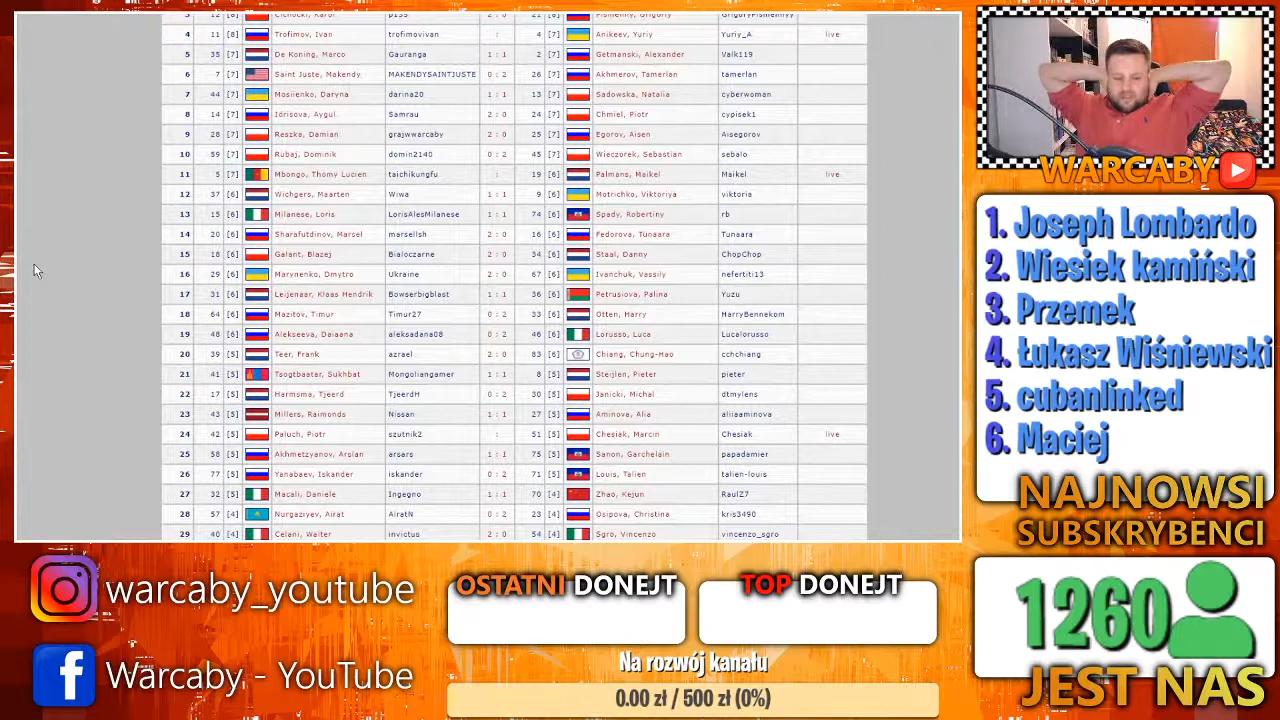 3 12 [8] Cichocki, Karol p1s5 2 : 0 21 [8] Pismenny, Grigory GrigoryPismennyy
4 11 [8] Trofimov, Ivan trofimovivan : 4 [7] Anikeev, Yuriy Yuriy_A live
5 35 [7] De Koning, Marco Gauranga 1 : 1 2 [7] Getmanski, Alexander Valk119
6 7 [7] Saint Juste, Makendy MAKENDYSAINTJUSTE 0 : 2 26 [7] Akhmerov, Tamerlan tamerlan
7 44 [7] Mosiienko, Daryna darina20 1 : 1 13 [7] Sadowska, Natalia cyberwoman
8 14 [7] Idrisova, Aygul Samrau 2 : 0 24 [7] Chmiel, Piotr cypisek1
9 28 [7] Reszka, Damian grajwwarcaby 2 : 0 25 [7] Egorov, Aisen Aisegorov
10 59 [7] Rubaj, Dominik domin2140 0 : 2 45 [7] Wieczorek, Sebastian sebalo
11 5 [7] Mbongo, Thomy Lucien taichikungfu : 19 [6] Palmans, Maikel Maikel live
12 37 [6] Wichgers, Maarten Wiwa 1 : 1 9 [6] Motrichko, Viktoriya viktoria
13 15 [6] Milanese, Loris LorisAlesMilanese 1 : 1 74 [6] Spady, Robertiny rb
14 20 [6] Sharafutdinov, Marsel marsellsh 2 : 0 16 [6] Fedorova, Tunaara Tunaara
15 18 [6] Galant, Blazej Bialoczarne 2 : 0 34 [6] Staal, Danny ChopChop
16 29 [6] Marynenko, Dmytro Ukraine 2 : 0 67 [6] Ivanchuk, Vassily Pertiti13
17 31 [6] Leijenaar, Klaas Hendrik Bowserbigblast 1 : 1 36 [6] Petrusiova, Palina Yuzu
18 64 [6] Mazitov, Timur Timur27 0 : 2 33 [6] Otten, Harry HarryBennekom
19 48 [6] Alekseeva, Daiaana aleksadana08 0 : 2 46 [6] Lorusso, Luca Lucalorusso
20 39 [5] Teer, Frank azrael 2 : 0 83 [6] Chiang, Chung-Hao cchchiang
21 41 [5] Tsogtbaatar, Sukhbat Mongoliangamer 1 : 1 8 [5] Steijlen, Pieter pieter
22 17 [5] Harmsma, Tjeerd TjeerdH 0 : 2 30 [5] Janicki, Michal dtmylens
23 43 [5] Millers, Raimonds Nissan 1 : 1 27 [5] Aminova, Alia aliiaaminova
24 42 [5] Paluch, Piotr szutnik2 : 51 [5] Chesiak, Marcin Chesiak live
25 58 [5] Akhmetzyanov, Arslan arsars 1 : 1 75 [5] Sanon, Garchelain papadamier
26 77 [5] Yanabaev, Iskander iskander 0 : 2 71 [5] Louis, Talien talien-louis
27 32 [5] Macali, Daniele Ingegno 1 : 1 70 [4] Zhao, Kejun RaulZ7
28 57 [4] Nurgaziyev, Airat AiratN 0 : 2 23 [4] Osipova, Christina kris3490
29 40 [4] Celani, Walter invictus 2 : 0 54 [4] Sgro, Vincenzo vincenzo_sgro
WARCABY
1. Joseph Lombardo
2. Wiesiek kamiński
3. Przemek
4. Łukasz Wiśniewski
5. cubanlinked
6. Maciej
NAJNOWSI
SUBSKRYBENCI
warcaby_youtube
Warcaby - YouTube
OSTATNI DONEJT
TOP DONEJT
Na rozwój kanału
0.00 zł / 500 zł (0%)
1260
JEST NAS